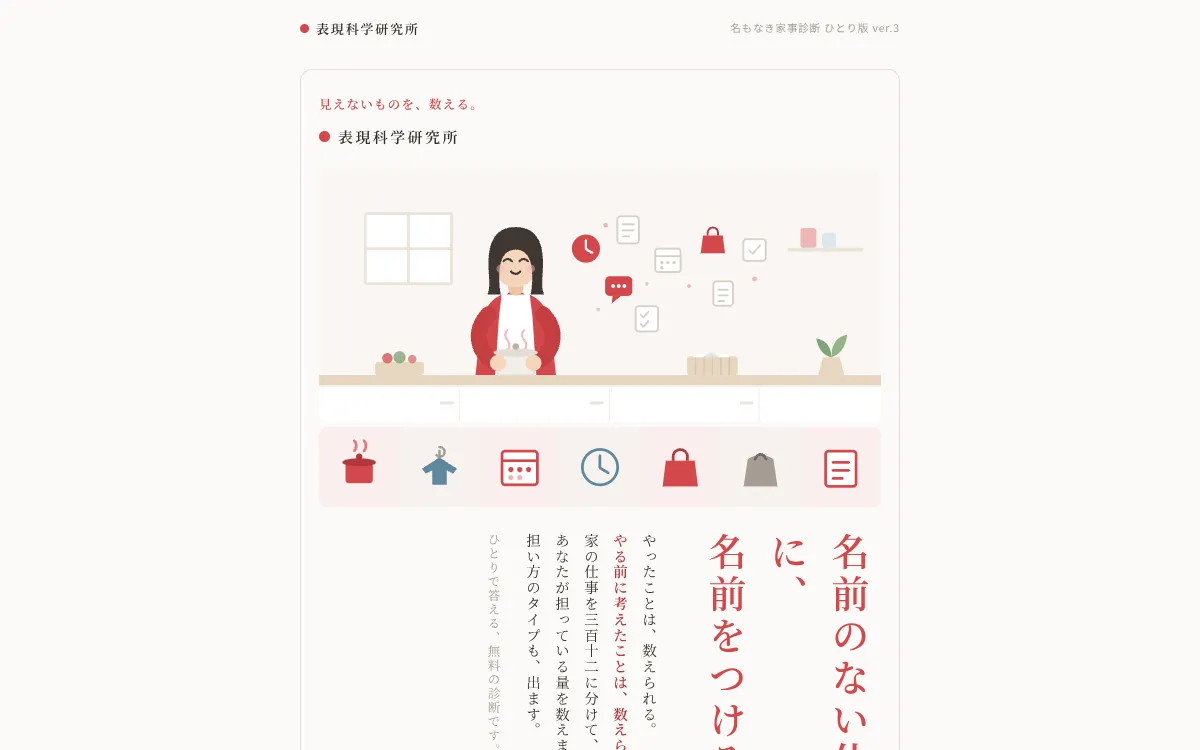 表現科学研究所
名もなき家事診断 ひとり版 ver.3
見えないものを、数える。
表現科学研究所
名前のない
に、
名前をつけ
やったことは、数えられる。
やる前に考えたことは、数えら
家の仕事を三百十二に分けて、
あなたが担っている量を数えま
担い方のタイプも、出ます。
ひとりで答える、無料の診断です。